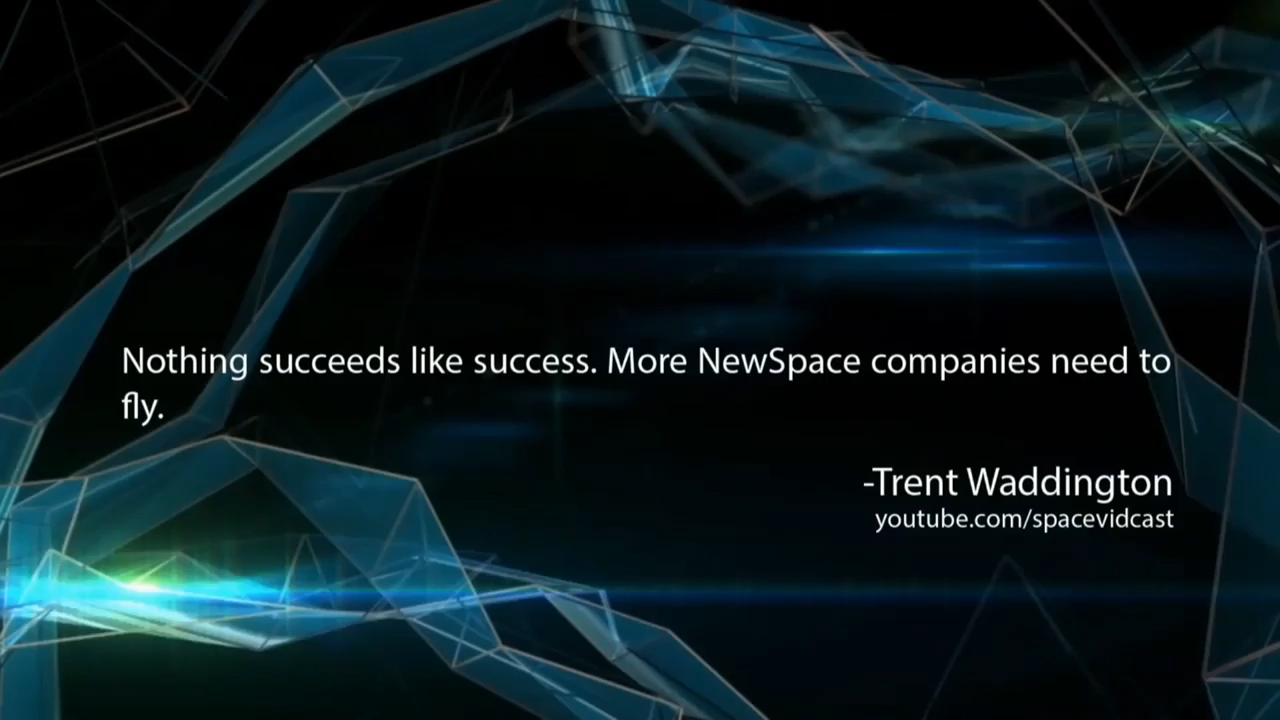 Nothing succeeds like success. More NewSpace companies need to
fly.
-Trent Waddington
youtube.com/spacevidcast